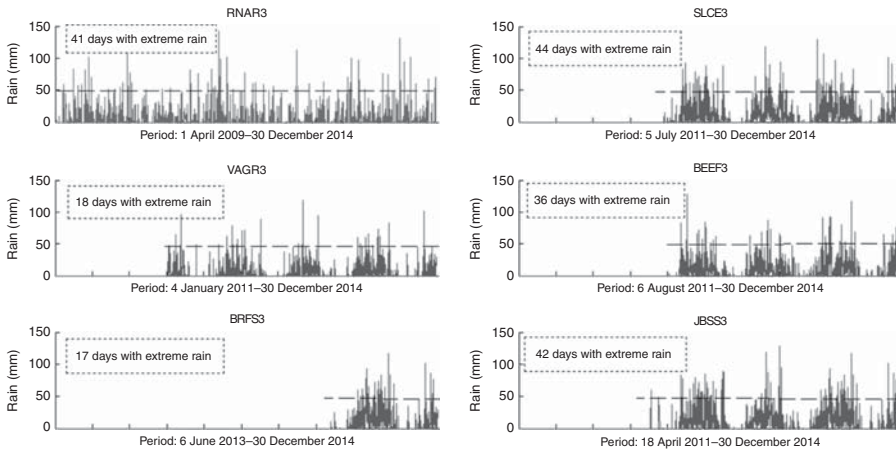 RNAR3
150
100
50
0
Rain (mm)
41 days with extreme rain
Period: 1 April 2009–30 December 2014
SLCE3
150
100
50
0
Rain (mm)
44 days with extreme rain
Period: 5 July 2011–30 December 2014
VAGR3
150
100
50
0
Rain (mm)
18 days with extreme rain
Period: 4 January 2011–30 December 2014
BEEF3
150
100
50
0
Rain (mm)
36 days with extreme rain
Period: 6 August 2011–30 December 2014
BRFS3
150
100
50
0
Rain (mm)
17 days with extreme rain
Period: 6 June 2013–30 December 2014
JBSS3
150
100
50
0
Rain (mm)
42 days with extreme rain
Period: 18 April 2011–30 December 2014